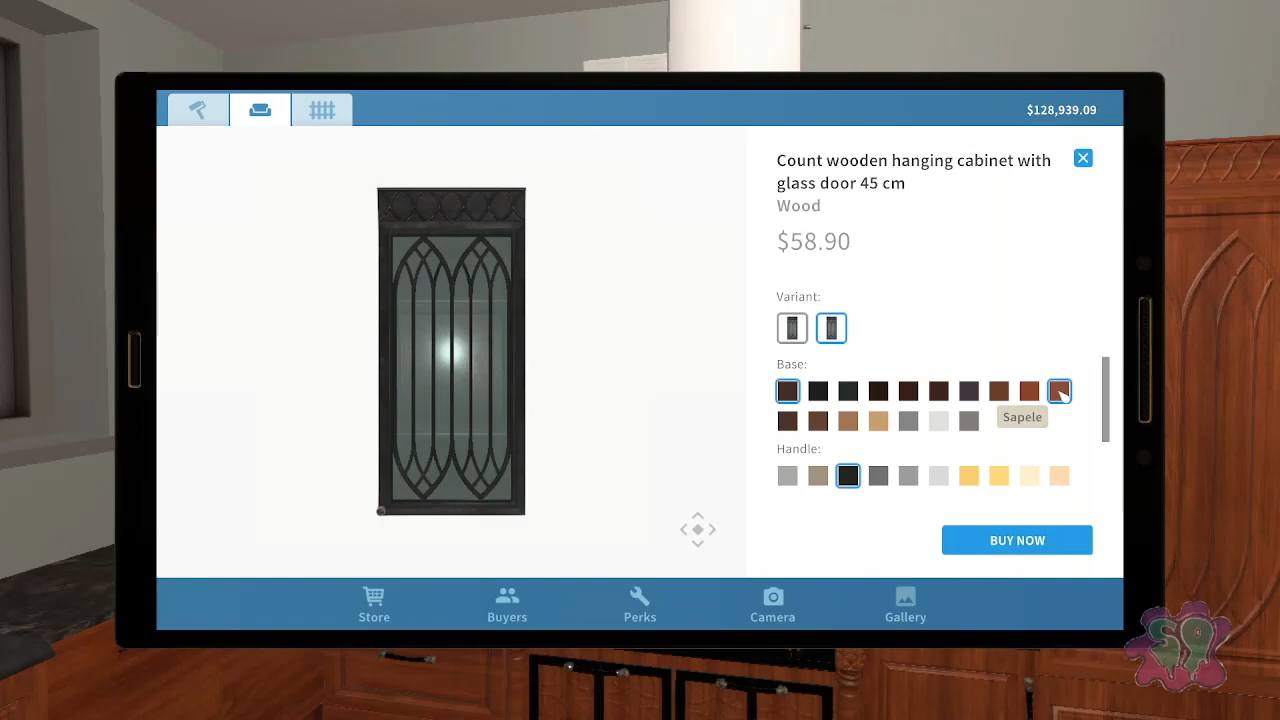 $128,939.09
Count wooden hanging cabinet with
glass door 45 cm
Wood
$58.90
Variant:
Base:
Sapele
Handle:
BUY NOW
Store
Buyers
Perks
Camera
Gallery
S9